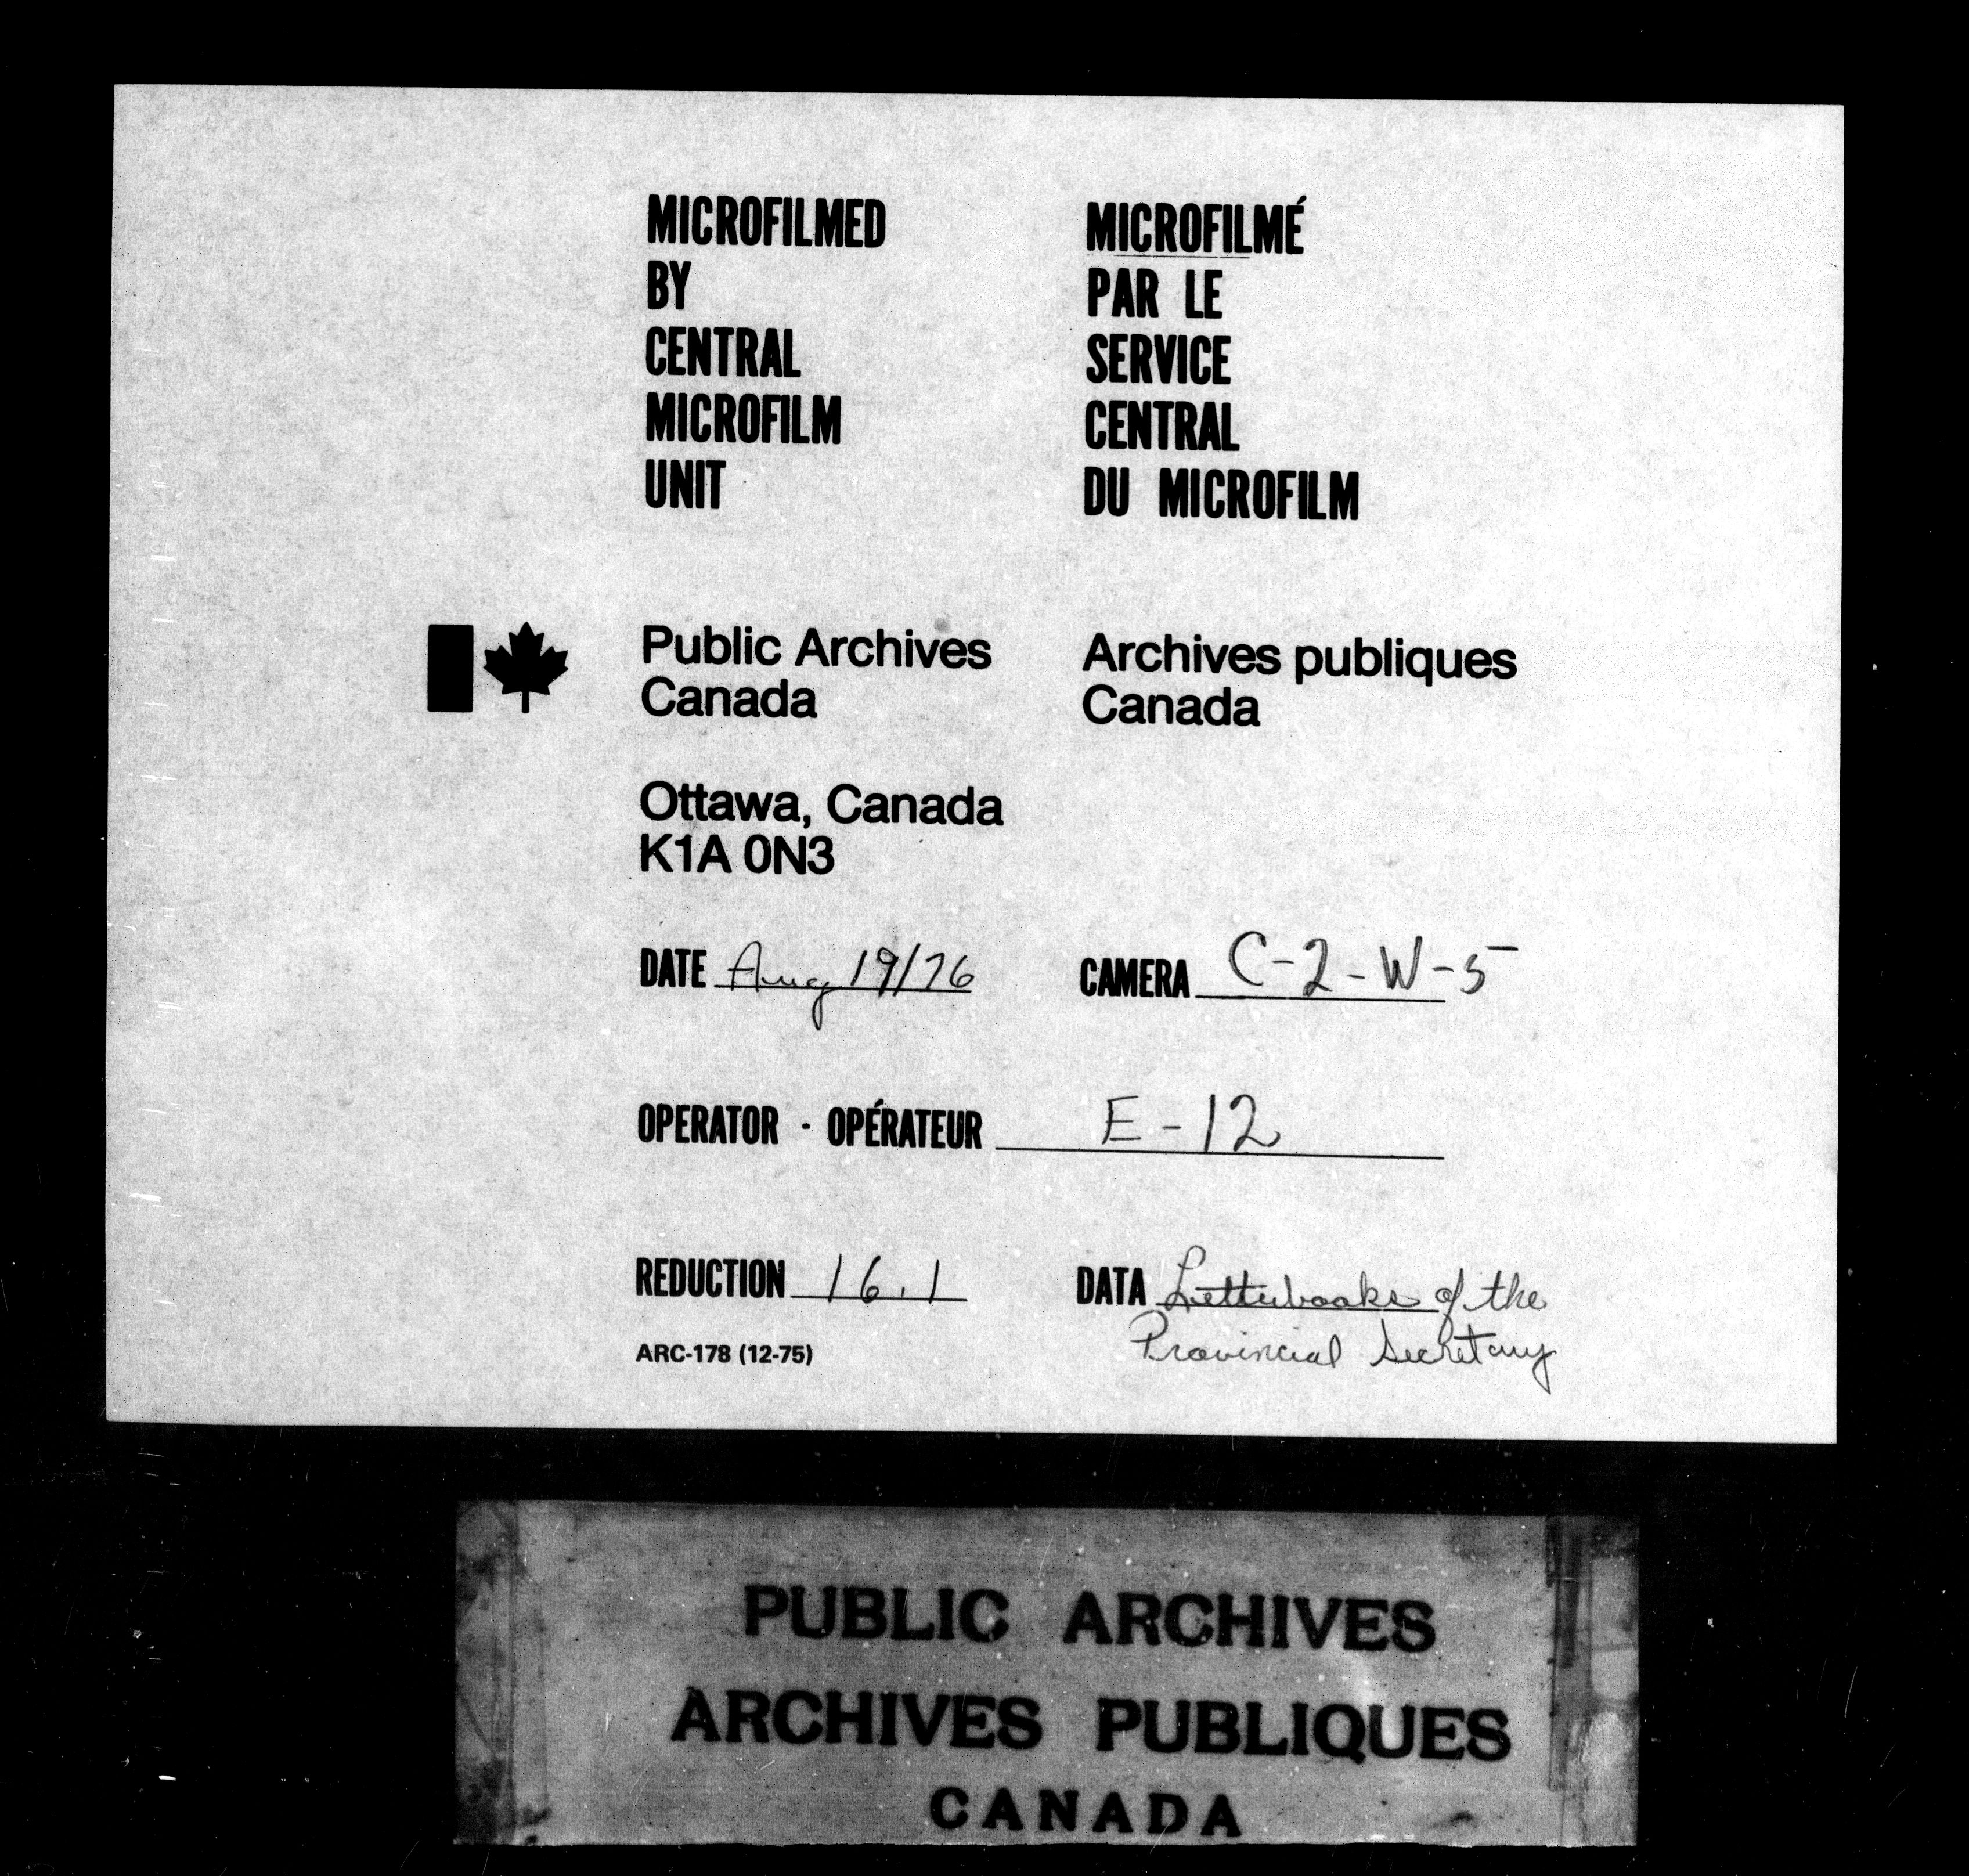 MICROFILMED
BY
CENTRAL
MICROFILM
UNIT
MICROFILMÉ
PAR LE
SERVICE
CENTRAL
DU MICROFILM
Public Archives
Canada
Archives publiques
Canada
Ottawa, Canada
K1A 0N3
DATE Aug 19/76
CAMERA C-2-W-5
OPERATOR - OPÉRATEUR E-12
REDUCTION 16.1
DATA Letterbooks of the
Provincial Secretary
ARC-178 (12-75)
PUBLIC ARCHIVES
ARCHIVES PUBLIQUES
CANADA